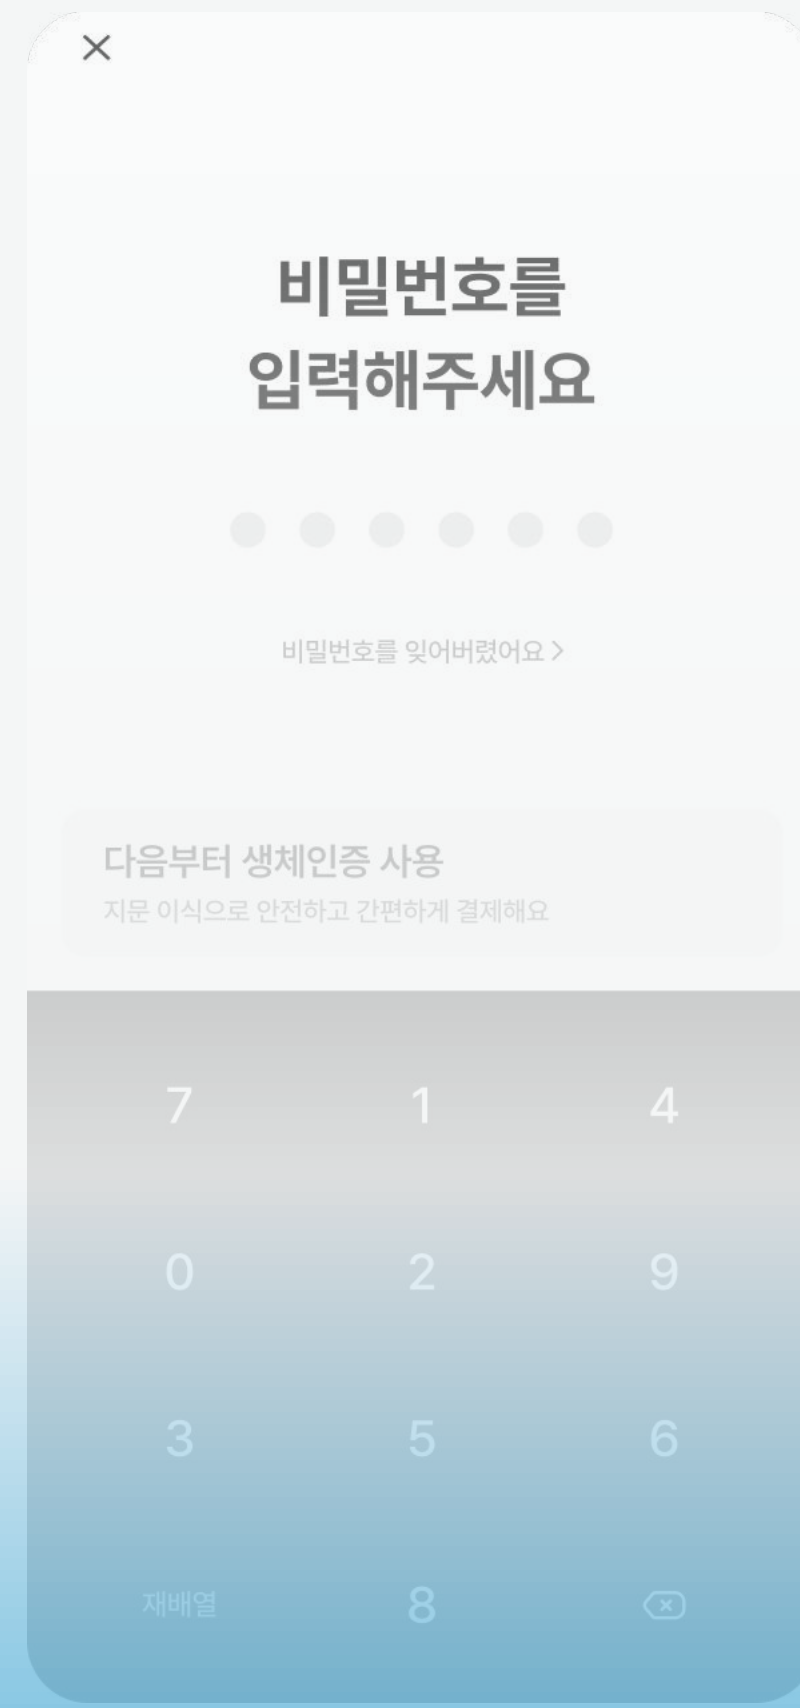 비밀번호를
입력해주세요
비밀번호를 잊어버렸어요
다음부터 생체인증 사용
지문 이식으로 안전하고 간편하게 결제해요
7 1 4
0 2 9
3 5 6
재배열 8